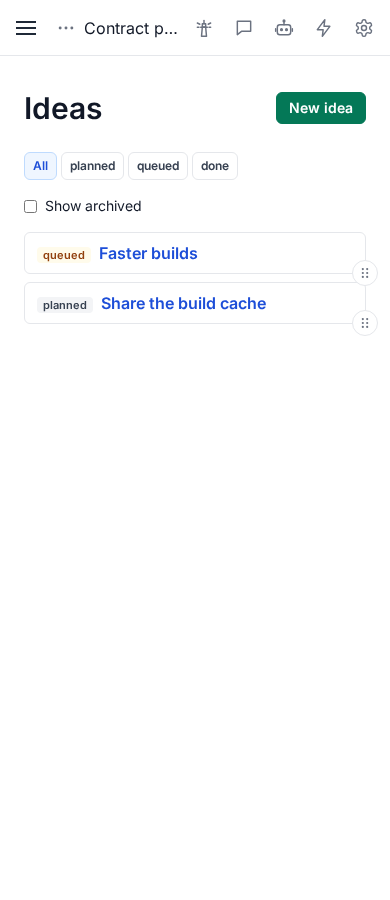 Contract p...
Ideas
New idea
All
planned
queued
done
Show archived
queued Faster builds
planned Share the build cache